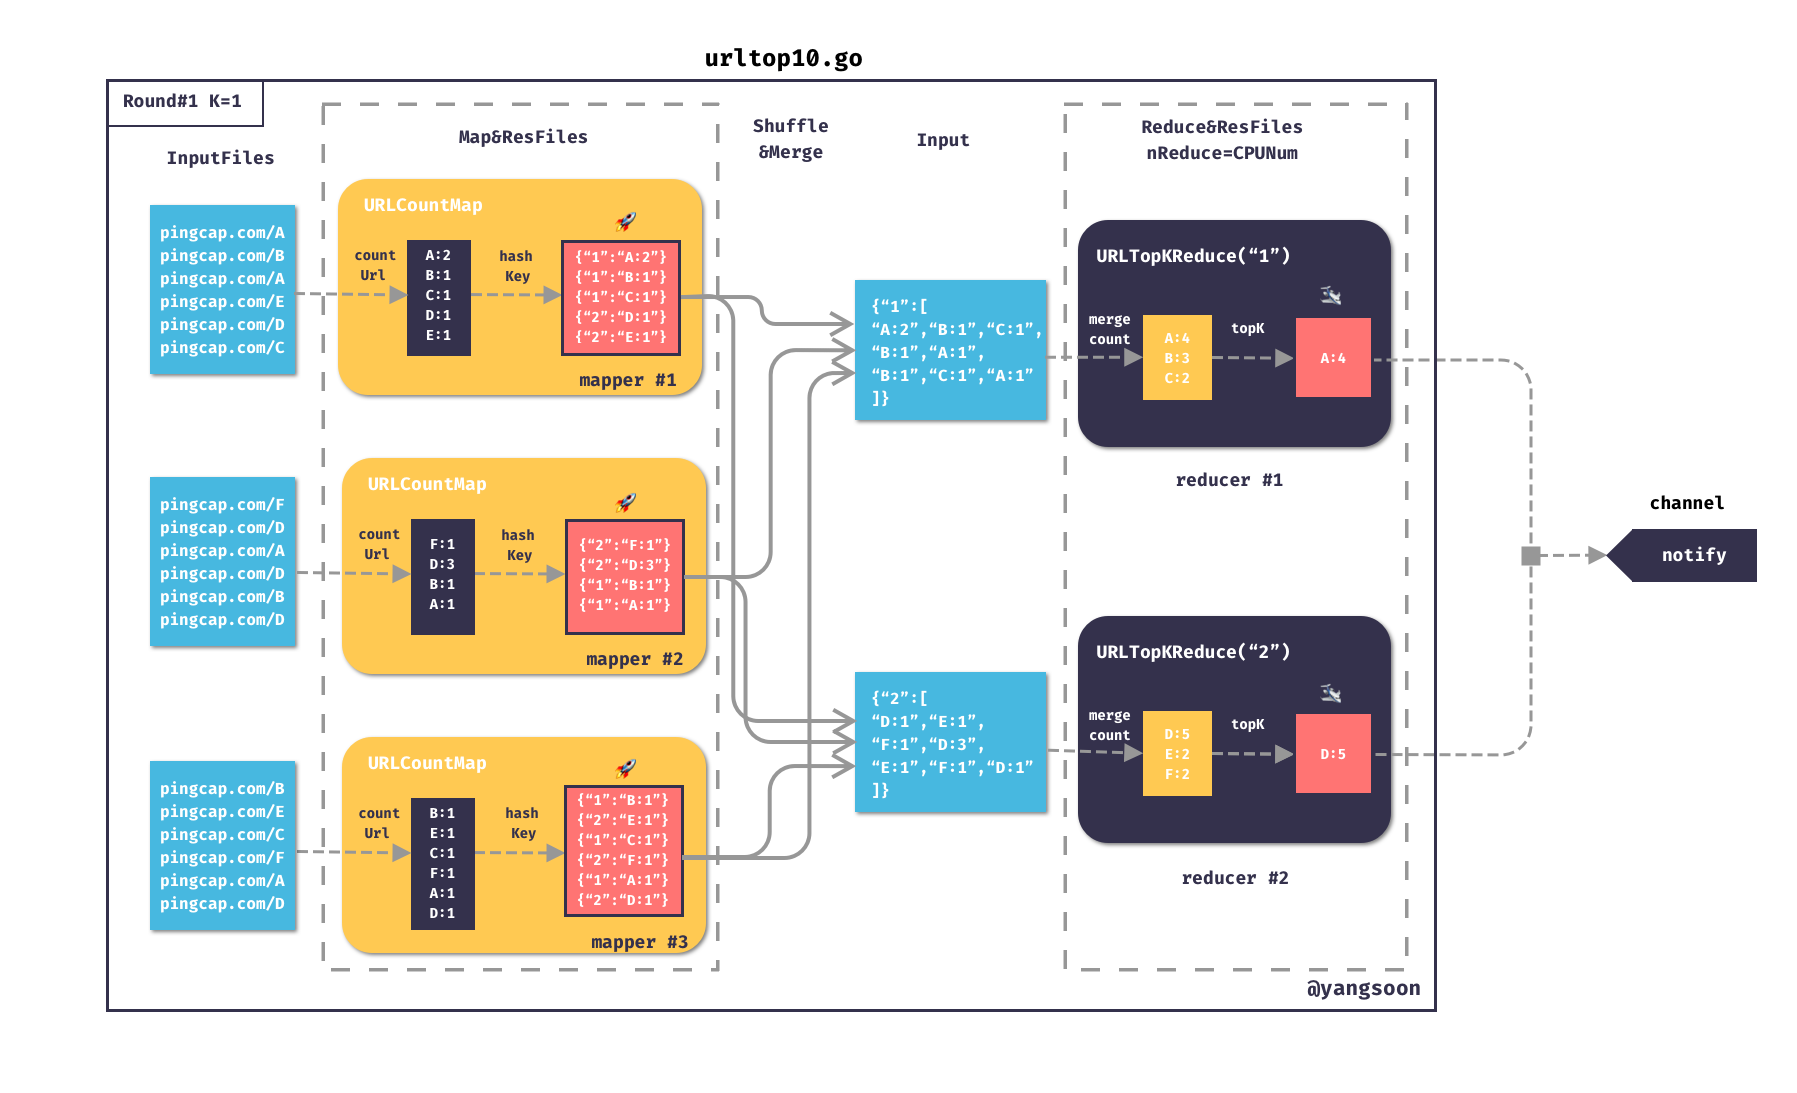 urltop10.go
Round#1 K=1
InputFiles
Map&ResFiles
Shuffle
&Merge
Input
Reduce&ResFiles
nReduce=CPUNum
pingcap.com/A
pingcap.com/B
pingcap.com/A
pingcap.com/E
pingcap.com/D
pingcap.com/C
URLCountMap
count
Url
A:2
B:1
C:1
D:1
E:1
hash
Key
{“1”:“A:2”}
{“1”:“B:1”}
{“1”:“C:1”}
{“2”:“D:1”}
{“2”:“E:1”}
mapper #1
pingcap.com/F
pingcap.com/D
pingcap.com/A
pingcap.com/D
pingcap.com/B
pingcap.com/D
URLCountMap
count
Url
F:1
D:3
B:1
A:1
hash
Key
{“2”:“F:1”}
{“2”:“D:3”}
{“1”:“B:1”}
{“1”:“A:1”}
mapper #2
pingcap.com/B
pingcap.com/E
pingcap.com/C
pingcap.com/F
pingcap.com/A
pingcap.com/D
URLCountMap
count
Url
B:1
E:1
C:1
F:1
A:1
D:1
hash
Key
{“1”:“B:1”}
{“2”:“E:1”}
{“1”:“C:1”}
{“2”:“F:1”}
{“1”:“A:1”}
{“2”:“D:1”}
mapper #3
{“1”:[
“A:2”,“B:1”,“C:1”,
“B:1”,“A:1”,
“B:1”,“C:1”,“A:1”
]}
{“2”:[
“D:1”,“E:1”,
“F:1”,“D:3”,
“E:1”,“F:1”,“D:1”
]}
URLTopKReduce(“1”)
merge
count
A:4
B:3
C:2
topK
A:4
reducer #1
URLTopKReduce(“2”)
merge
count
D:5
E:2
F:2
topK
D:5
reducer #2
channel
notify
@yangsoon